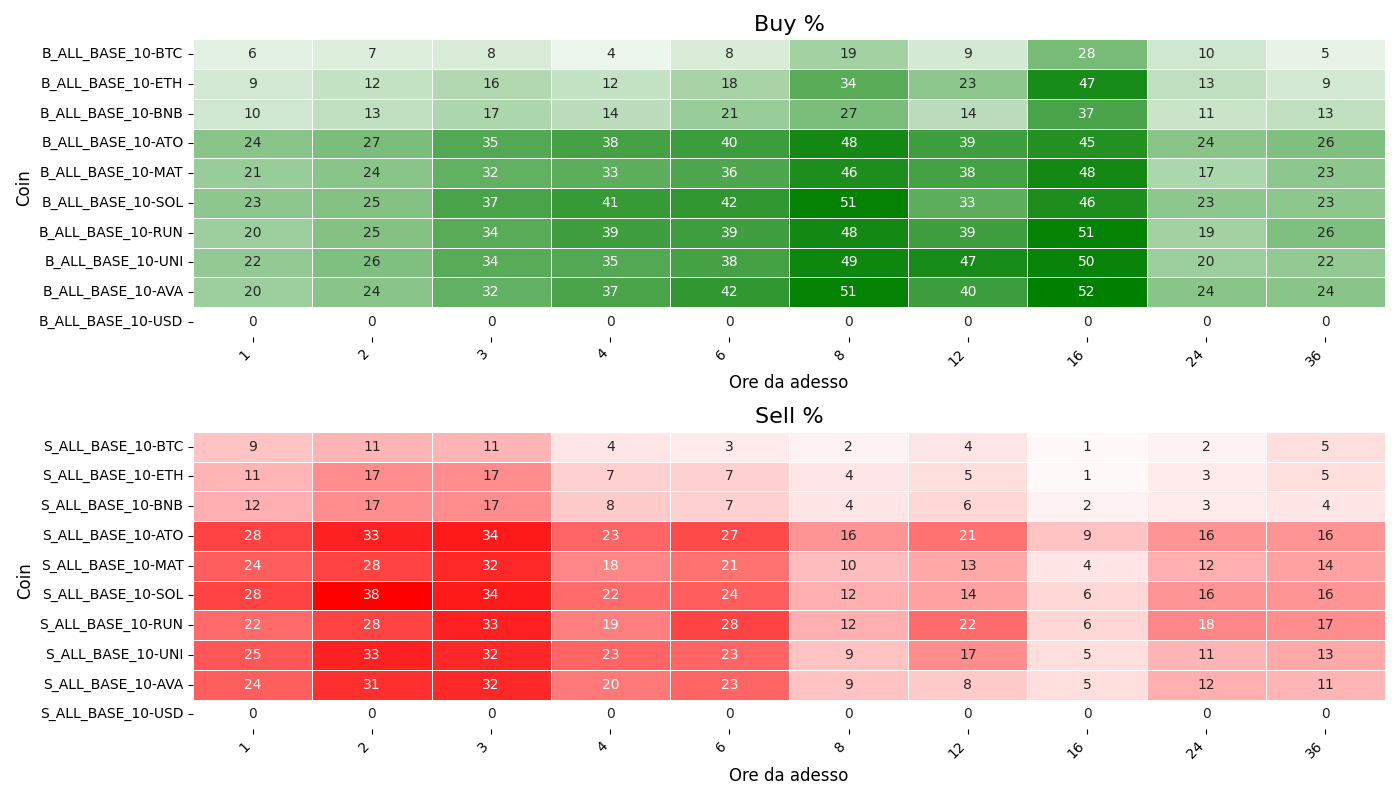 Buy %
Coin
B_ALL_BASE_10-BTC 6 7 8 4 8 19 9 28 10 5
B_ALL_BASE_10-ETH 9 12 16 12 18 34 23 47 13 9
B_ALL_BASE_10-BNB 10 13 17 14 21 27 14 37 11 13
B_ALL_BASE_10-ATO 24 27 35 38 40 48 39 45 24 26
B_ALL_BASE_10-MAT 21 24 32 33 36 46 38 48 17 23
B_ALL_BASE_10-SOL 23 25 37 41 42 51 33 46 23 23
B_ALL_BASE_10-RUN 20 25 34 39 39 48 39 51 19 26
B_ALL_BASE_10-UNI 22 26 34 35 38 49 47 50 20 22
B_ALL_BASE_10-AVA 20 24 32 37 42 51 40 52 24 24
B_ALL_BASE_10-USD 0 0 0 0 0 0 0 0 0 0
1 2 3 4 6 8 12 16 24 36
Ore da adesso
Sell %
Coin
S_ALL_BASE_10-BTC 9 11 11 4 3 2 4 1 2 5
S_ALL_BASE_10-ETH 11 17 17 7 7 4 5 1 3 5
S_ALL_BASE_10-BNB 12 17 17 8 7 4 6 2 3 4
S_ALL_BASE_10-ATO 28 33 34 23 27 16 21 9 16 16
S_ALL_BASE_10-MAT 24 28 32 18 21 10 13 4 12 14
S_ALL_BASE_10-SOL 28 38 34 22 24 12 14 6 16 16
S_ALL_BASE_10-RUN 22 28 33 19 28 12 22 6 18 17
S_ALL_BASE_10-UNI 25 33 32 23 23 9 17 5 11 13
S_ALL_BASE_10-AVA 24 31 32 20 23 9 8 5 12 11
S_ALL_BASE_10-USD 0 0 0 0 0 0 0 0 0 0
1 2 3 4 6 8 12 16 24 36
Ore da adesso